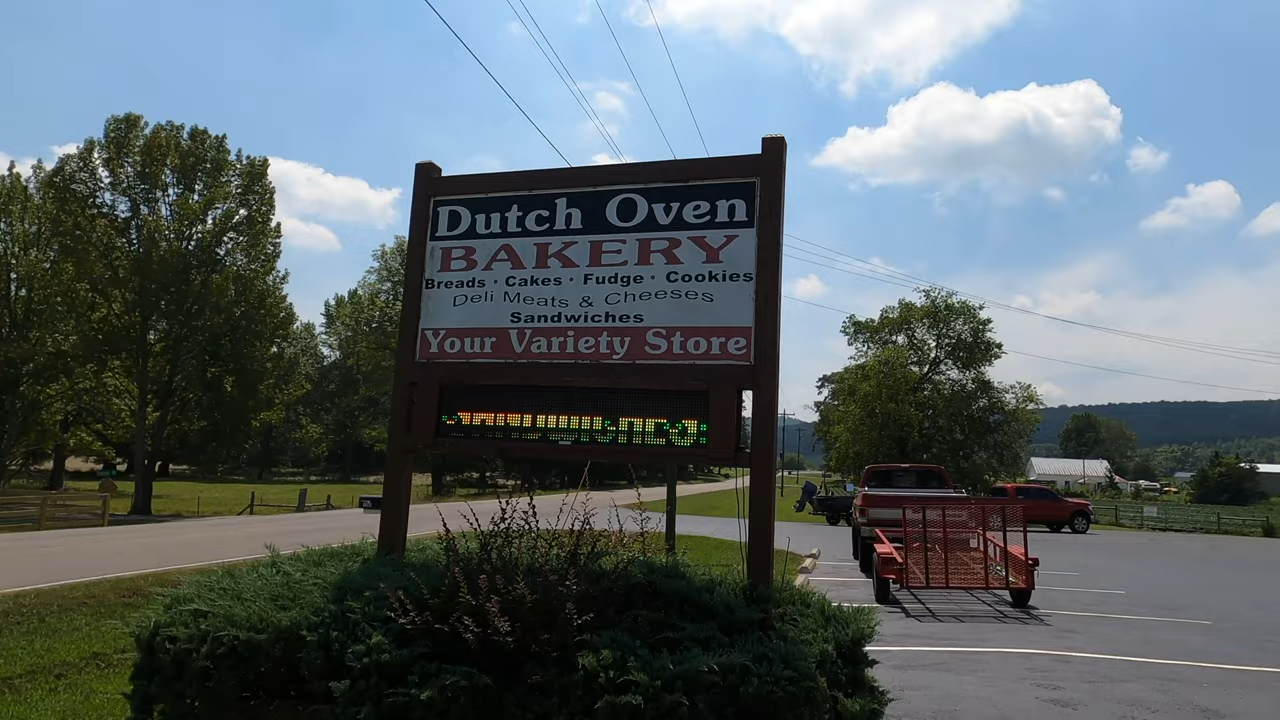 Dutch Oven
BAKERY
Breads · Cakes · Fudge · Cookies
Deli Meats & Cheeses
Sandwiches
Your Variety Store